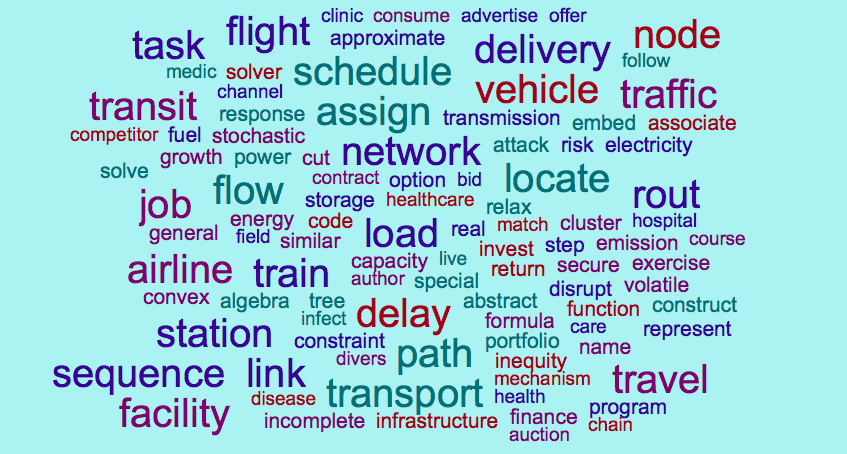 clinic consume advertise offer
task flight approximate delivery node
medic solver schedule follow
channel vehicle traffic
transit response assign transmission embed associate
competitor fuel stochastic
growth power cut network attack risk electricity
solve contract option bid locate
job flow storage healthcare relax rout
energy code load real match cluster hospital
general field similar invest step emission course
airline train capacity live return secure exercise
author special disrupt volatile
convex algebra tree delay abstract function construct
infect formula care represent
station constraint path portfolio name
divers inequity
sequence link transport mechanism travel
disease health
facility incomplete infrastructure finance program
chain
auction